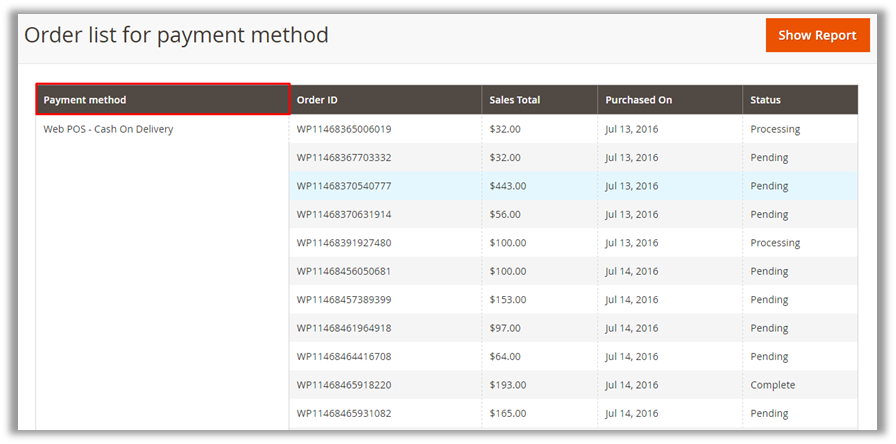 Order list for payment method
Show Report
Payment method Order ID Sales Total Purchased On Status
Web POS - Cash On Delivery WP11468365006019 $32.00 Jul 13, 2016 Processing
WP11468367703332 $32.00 Jul 13, 2016 Pending
WP11468370540777 $443.00 Jul 13, 2016 Pending
WP11468370631914 $56.00 Jul 13, 2016 Pending
WP11468391927480 $100.00 Jul 13, 2016 Processing
WP11468456050681 $100.00 Jul 14, 2016 Pending
WP11468457389399 $153.00 Jul 14, 2016 Pending
WP11468461964918 $97.00 Jul 14, 2016 Pending
WP11468464416708 $64.00 Jul 14, 2016 Pending
WP11468465918220 $193.00 Jul 14, 2016 Complete
WP11468465931082 $165.00 Jul 14, 2016 Pending